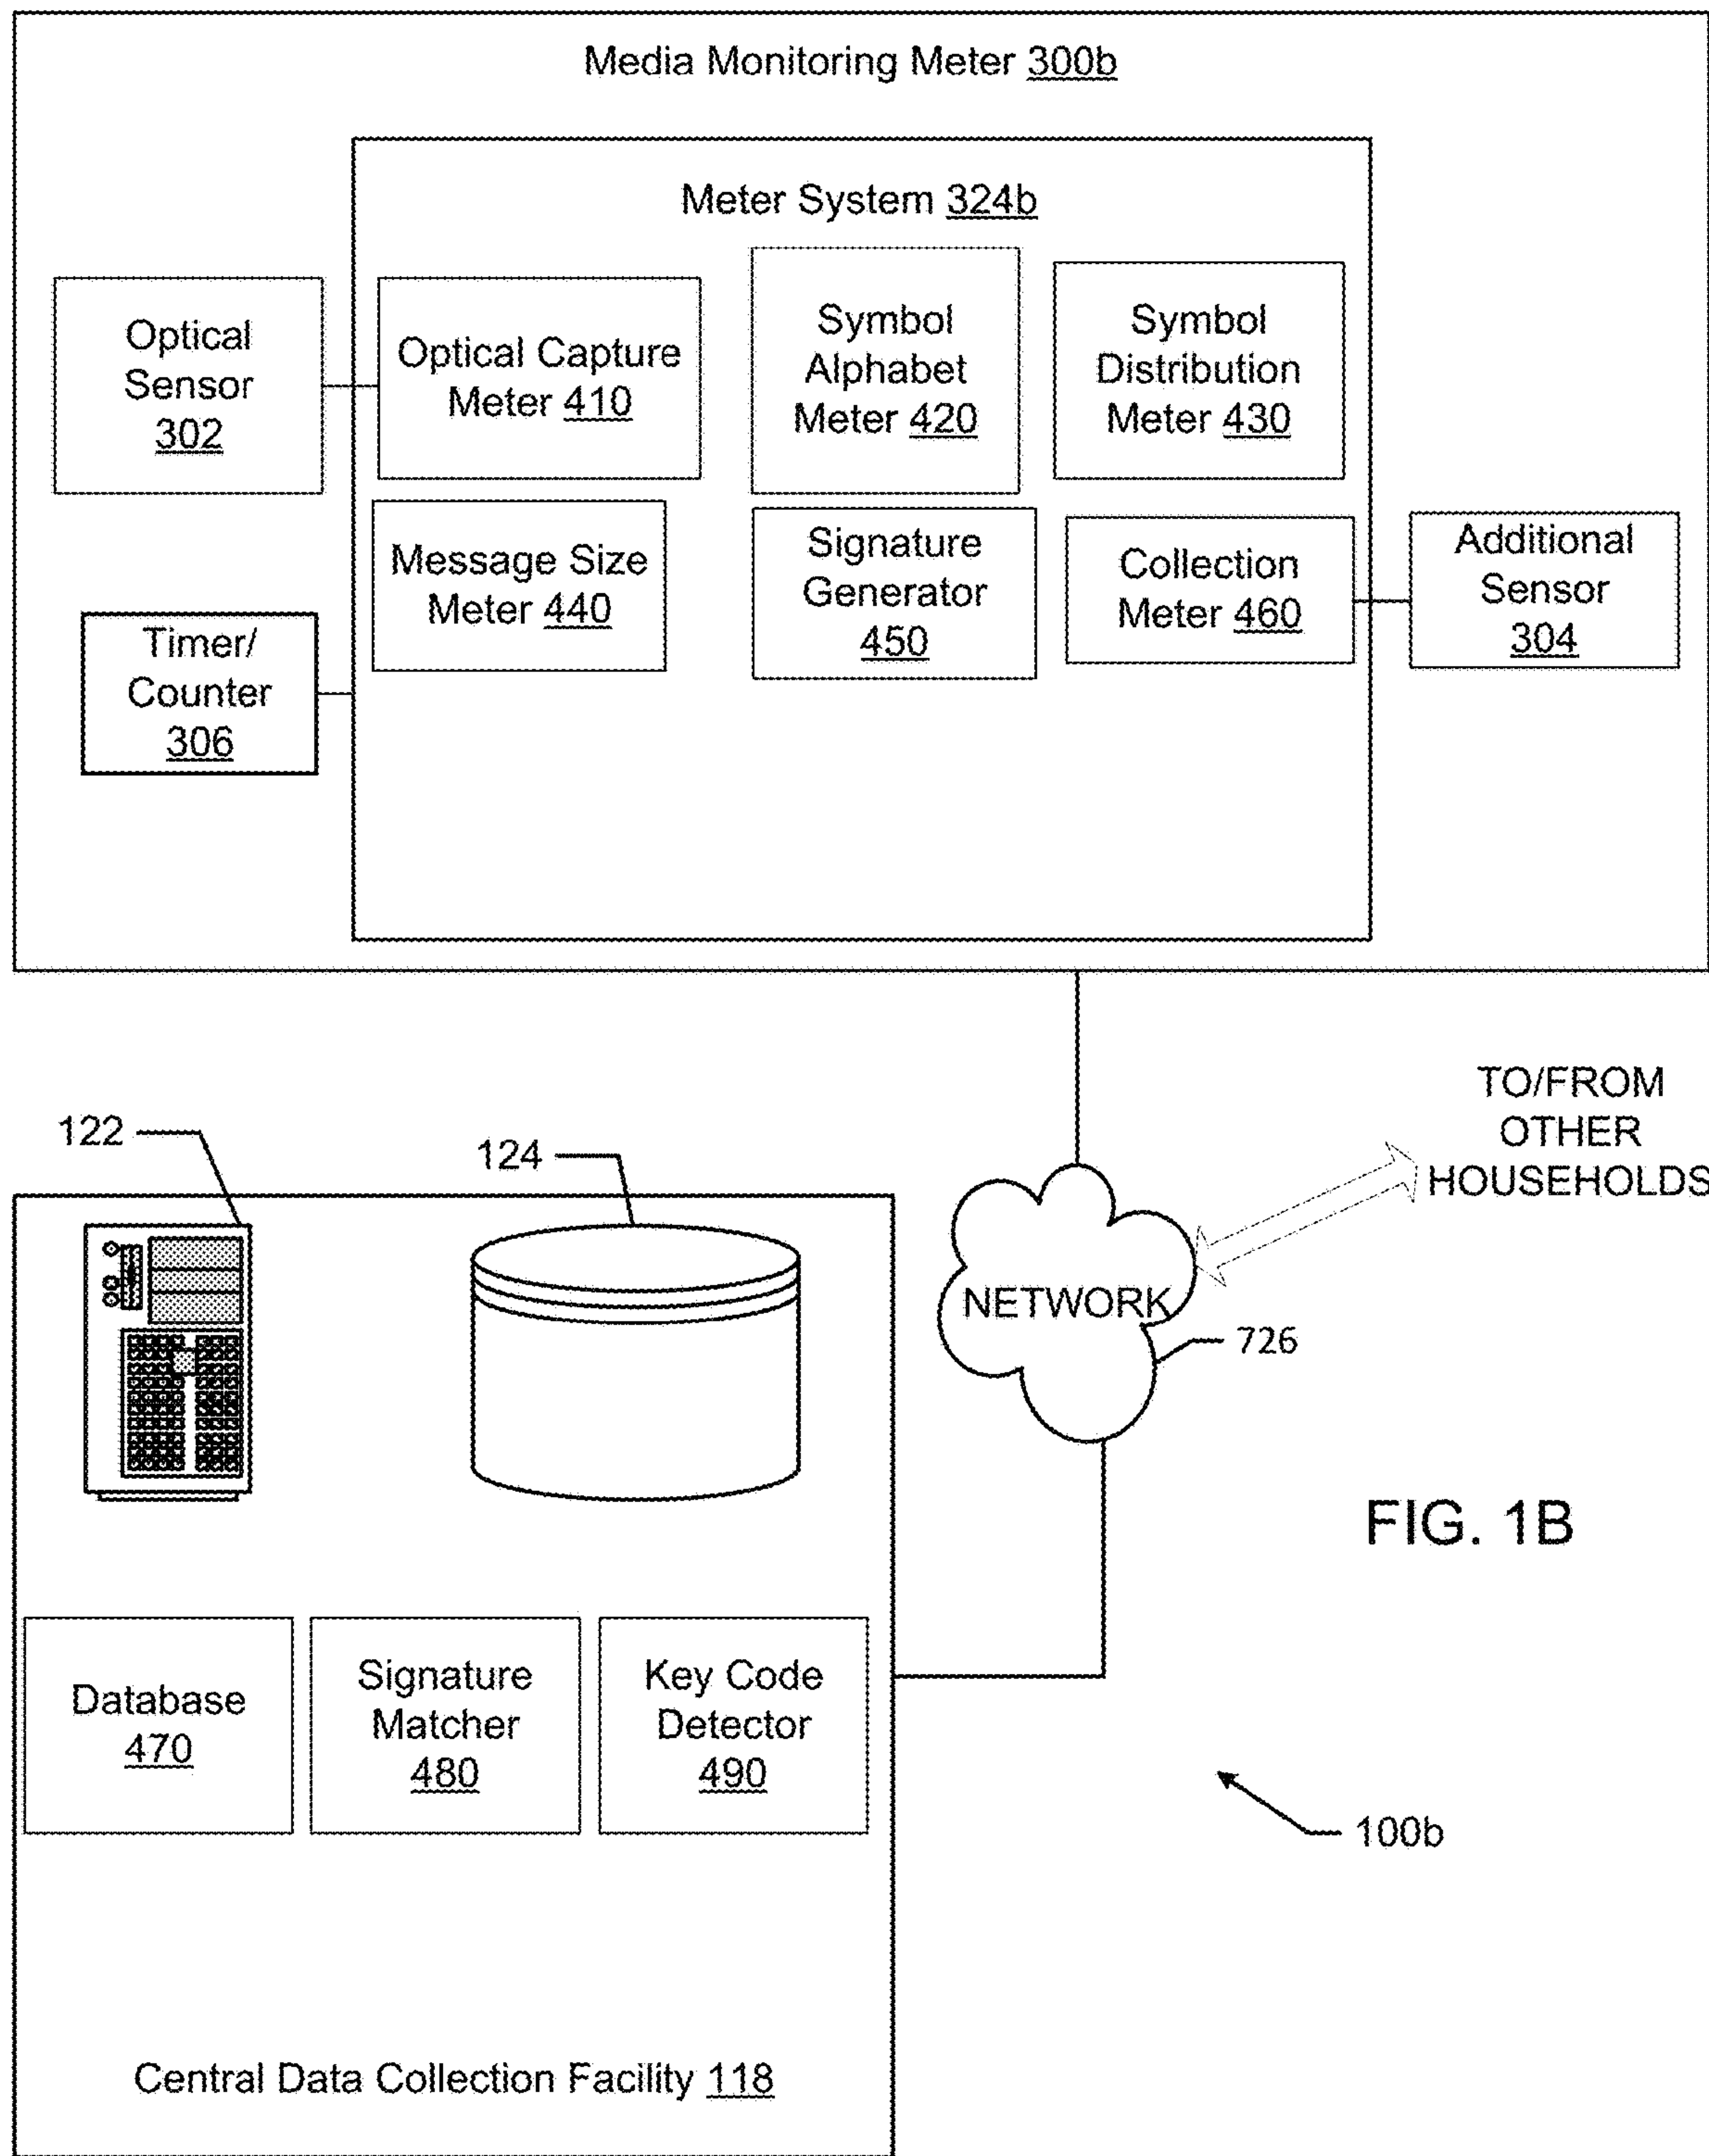 Media Monitoring Meter 300b
Meter System 324b
Optical
Sensor
302
Optical Capture
Meter 410
Symbol
Alphabet
Meter 420
Symbol
Distribution
Meter 430
Message Size
Meter 440
Signature
Generator
450
Collection
Meter 460
Additional
Sensor
304
Timer/
Counter
306
TO/FROM
OTHER
HOUSEHOLDS
122
124
NETWORK
726
FIG. 1B
Database
470
Signature
Matcher
480
Key Code
Detector
490
100b
Central Data Collection Facility 118